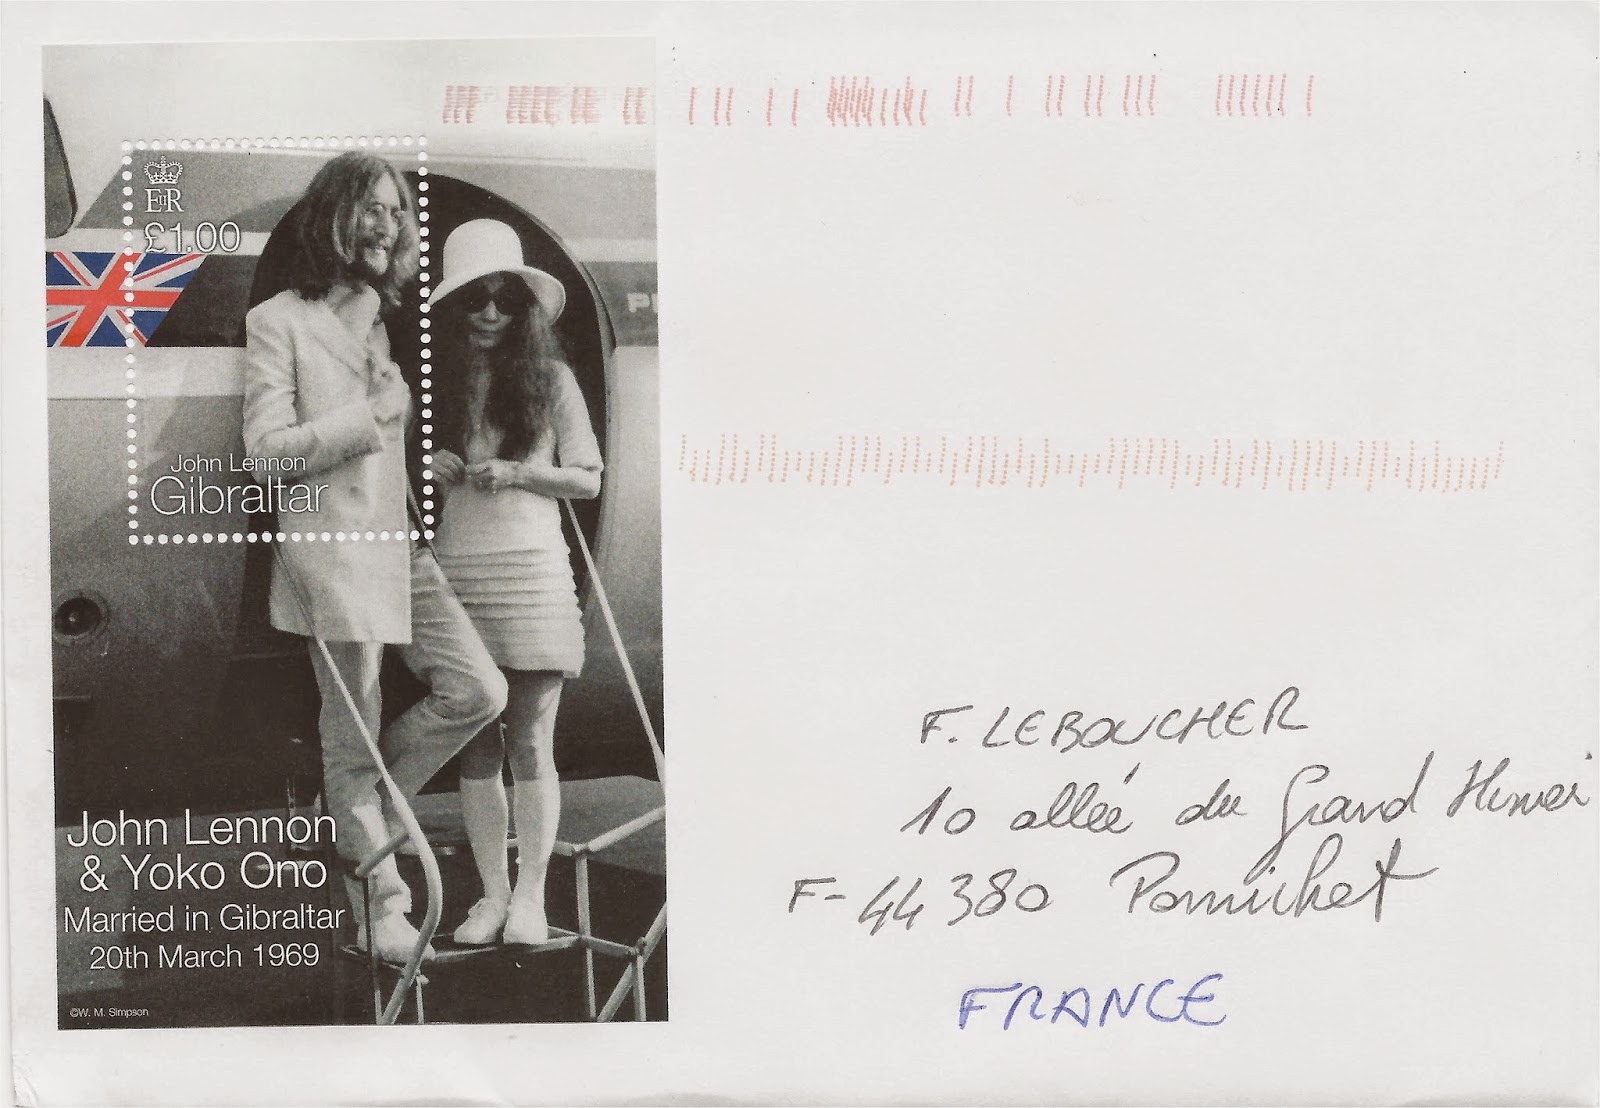 EIIR
£1.00
John Lennon
Gibraltar
John Lennon
& Yoko Ono
Married in Gibraltar
20th March 1969
©W. M. Simpson
F. LEBOUCHER
10 allée du Grand Hunier
F-44380 Pornichet
FRANCE